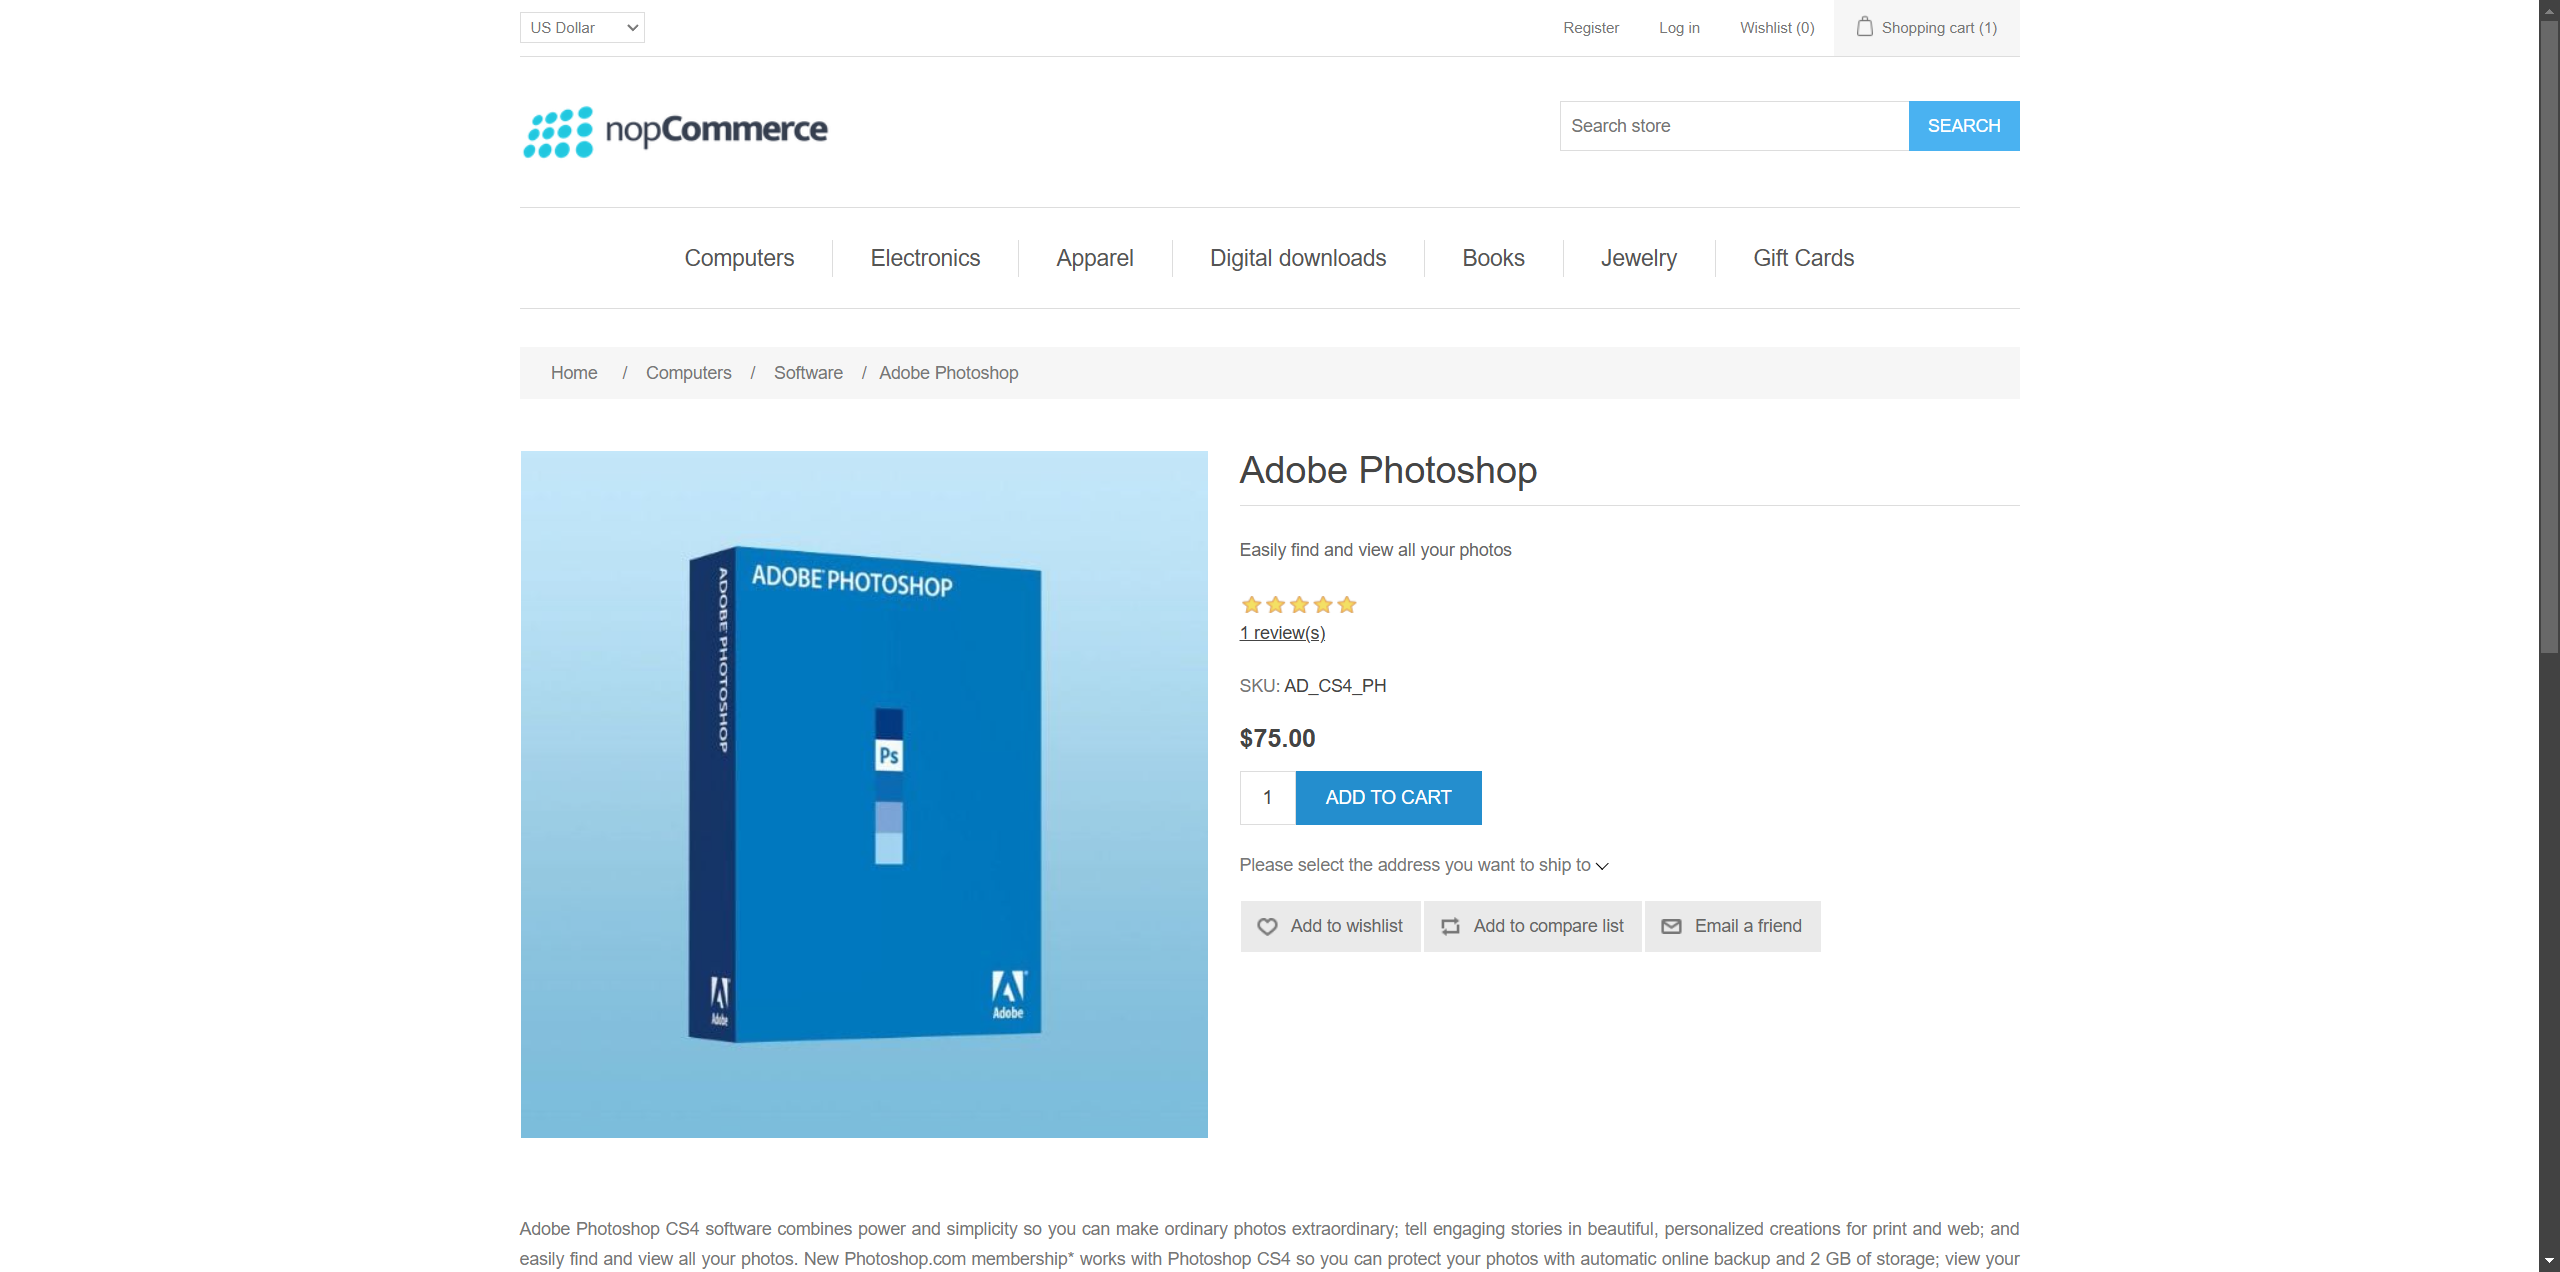 US Dollar
Register
Log in
Wishlist (0)
Shopping cart (1)
nopCommerce
Search store
SEARCH
Computers
Electronics
Apparel
Digital downloads
Books
Jewelry
Gift Cards
Home / Computers / Software / Adobe Photoshop
ADOBE PHOTOSHOP
ADOBE PHOTOSHOP
Ps
Adobe
Adobe
Adobe Photoshop
Easily find and view all your photos
1 review(s)
SKU: AD_CS4_PH
$75.00
1
ADD TO CART
Please select the address you want to ship to
Add to wishlist
Add to compare list
Email a friend
Adobe Photoshop CS4 software combines power and simplicity so you can make ordinary photos extraordinary; tell engaging stories in beautiful, personalized creations for print and web; and
easily find and view all your photos. New Photoshop.com membership* works with Photoshop CS4 so you can protect your photos with automatic online backup and 2 GB of storage; view your